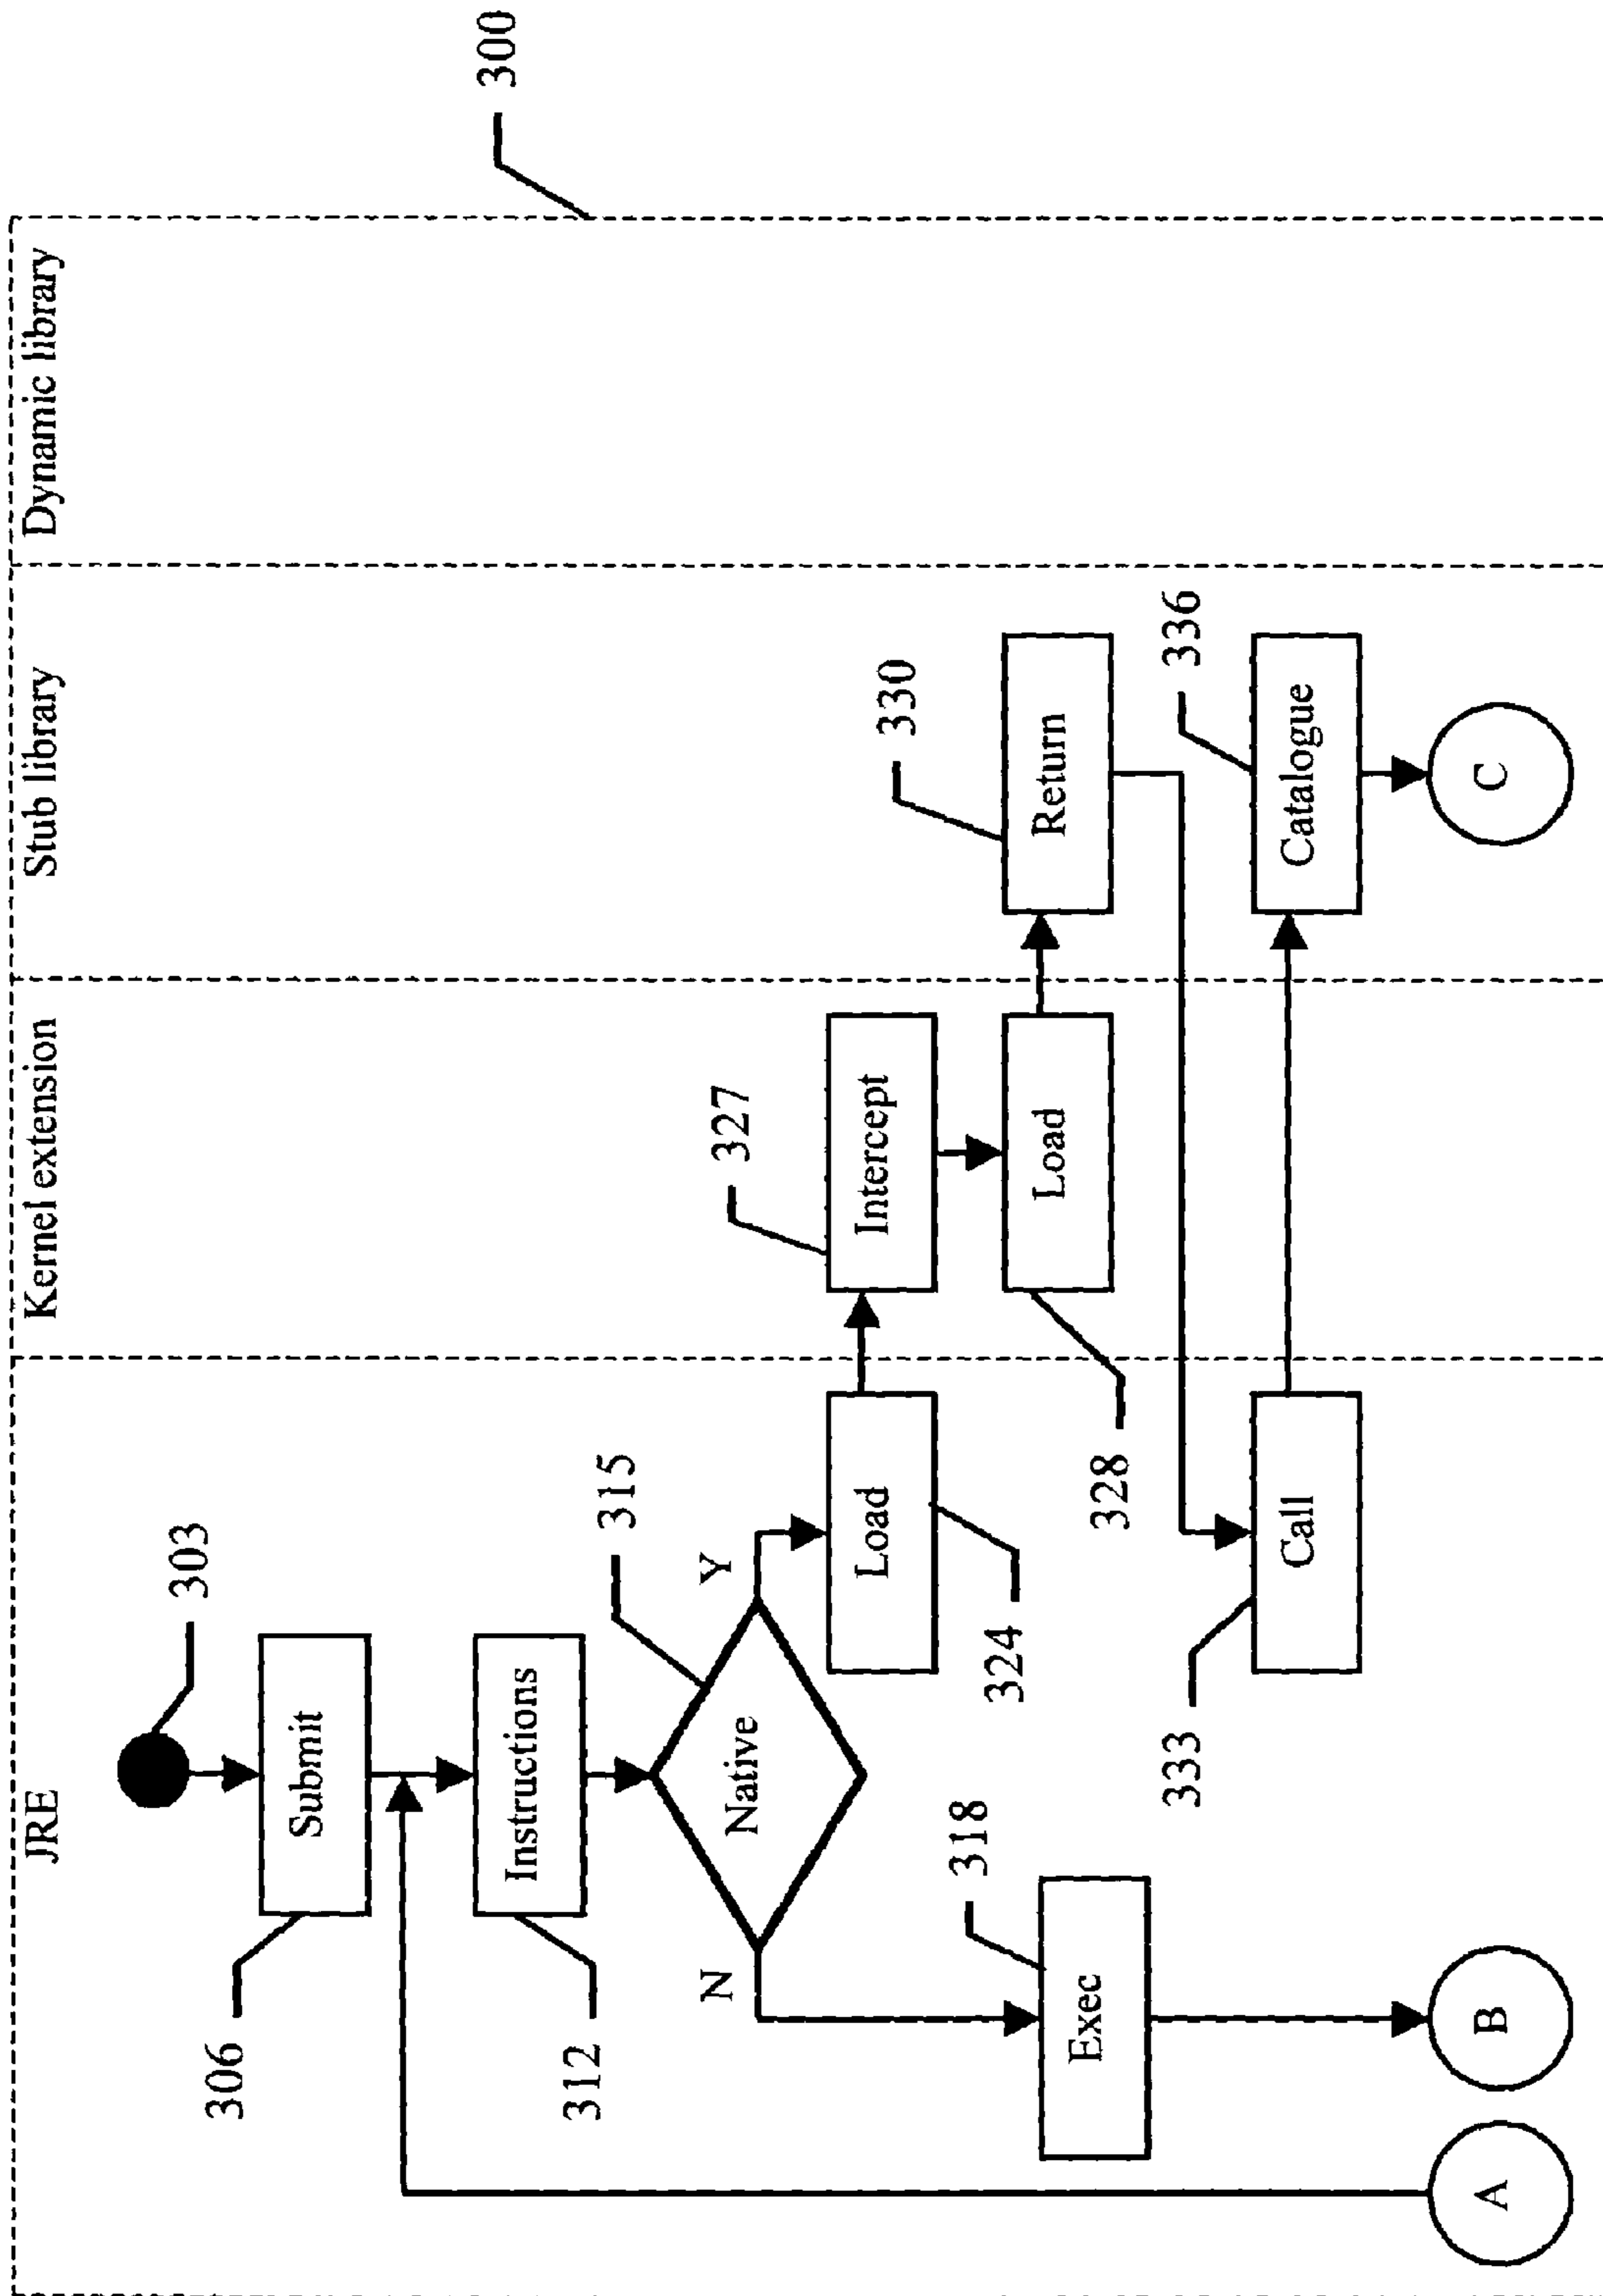 JRE
Kernel extension
Stub library
Dynamic library
300
303
306
Submit
312
Instructions
315
Native
N
Y
318
Exec
324
Load
327
Intercept
328
Load
330
Return
333
Call
336
Catalogue
A
B
C